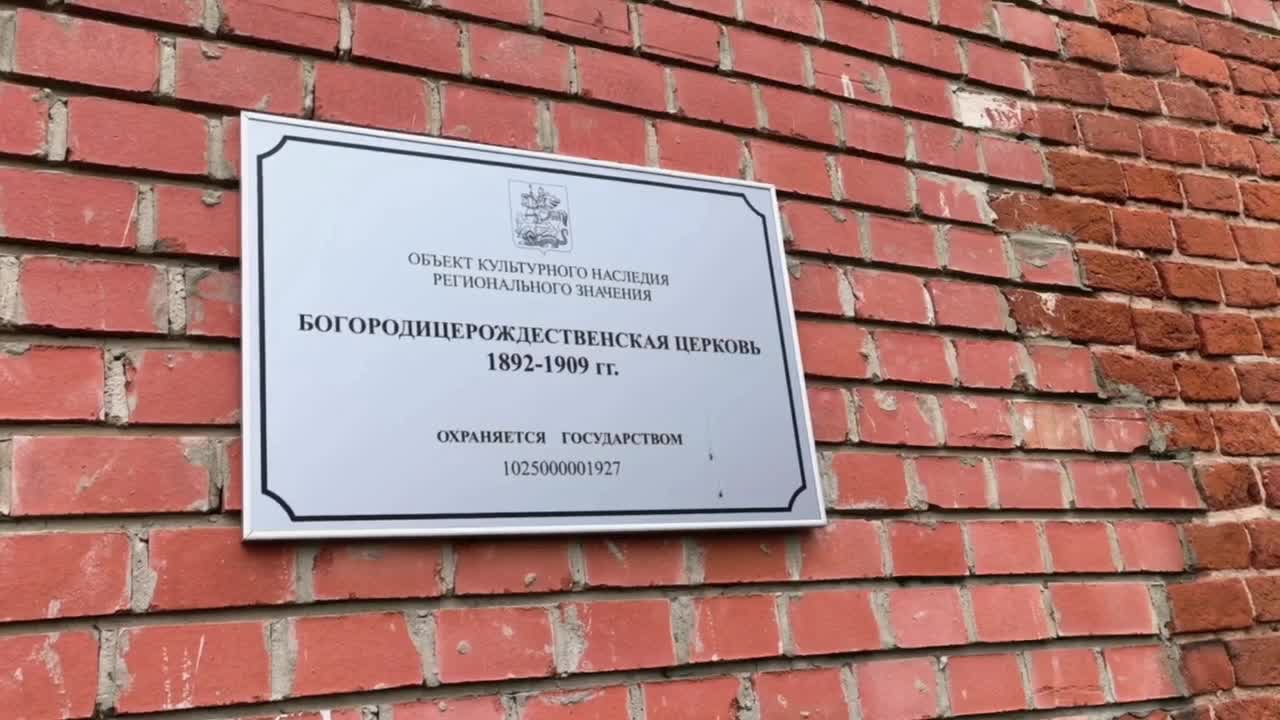 ОБЪЕКТ КУЛЬТУРНОГО НАСЛЕДИЯ
РЕГИОНАЛЬНОГО ЗНАЧЕНИЯ
БОГОРОДИЦЕРОЖДЕСТВЕНСКАЯ ЦЕРКОВЬ
1892-1909 гг.
ОХРАНЯЕТСЯ ГОСУДАРСТВОМ
1025000001927